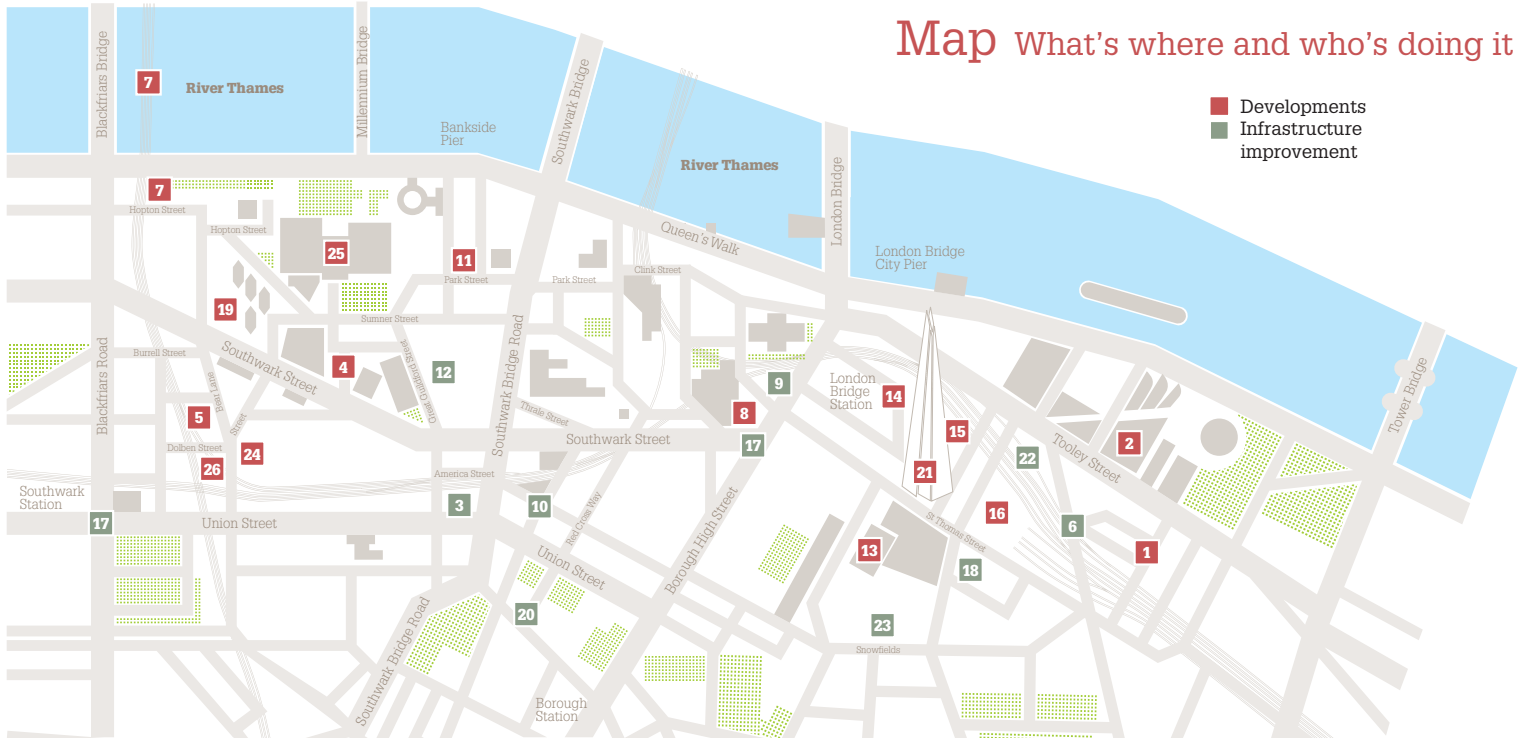 Map What's where and who's doing it
Developments
Infrastructure
improvement
Blackfriars Bridge
7
River Thames
Millennium Bridge
Bankside
Pier
Southwark Bridge
River Thames
London Bridge
7
Hopton Street
Hopton Street
25
11
Park Street
Park Street
Queen's Walk
Clink Street
London Bridge
City Pier
19
Sumner Street
Burrell Street
Southwark Street
4
Great Guildford Street
12
Southwark Bridge Road
9
London
Bridge
Station
14
Blackfriars Road
Bear Lane
5
Street
Thrale Street
8
15
2
Tower Bridge
Dolben Street
24
Southwark Street
17
Tooley Street
22
26
America Street
21
Southwark
Station
17
Union Street
3
10
Red Cross Way
Borough High Street
16
St Thomas Street
6
1
13
Union Street
18
20
23
Snowfields
Southwark Bridge Road
Borough
Station